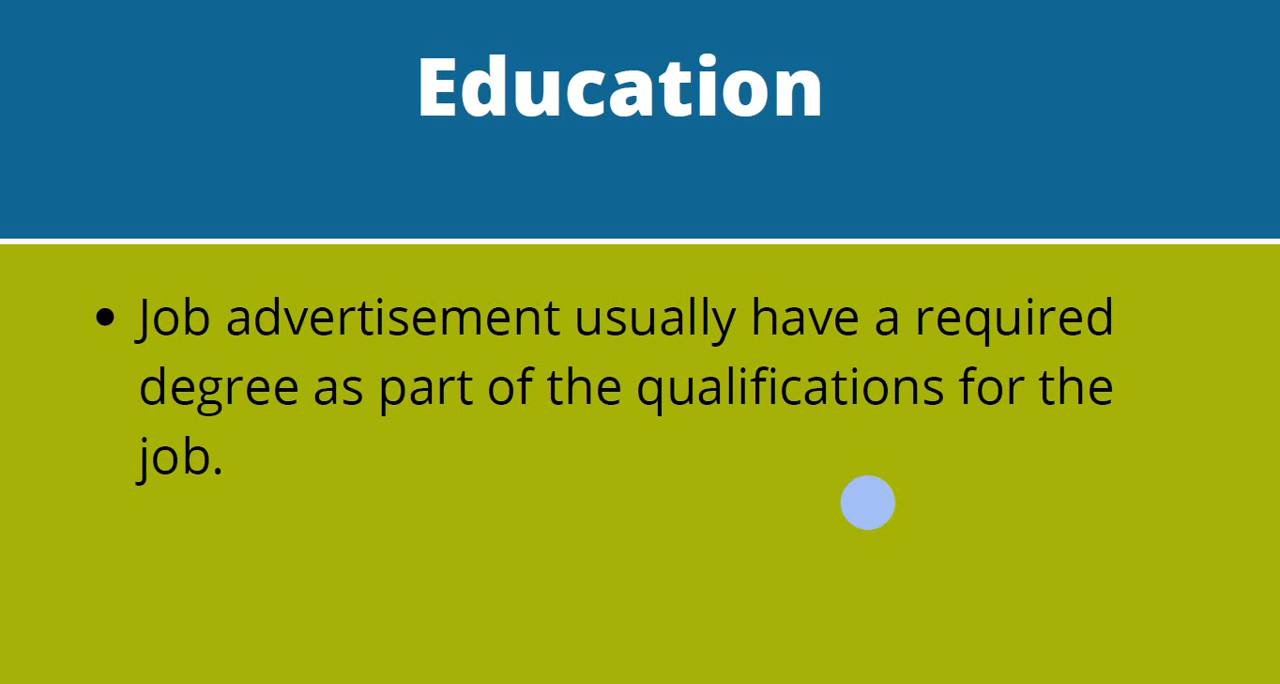 Education
• Job advertisement usually have a required
degree as part of the qualifications for the
job.